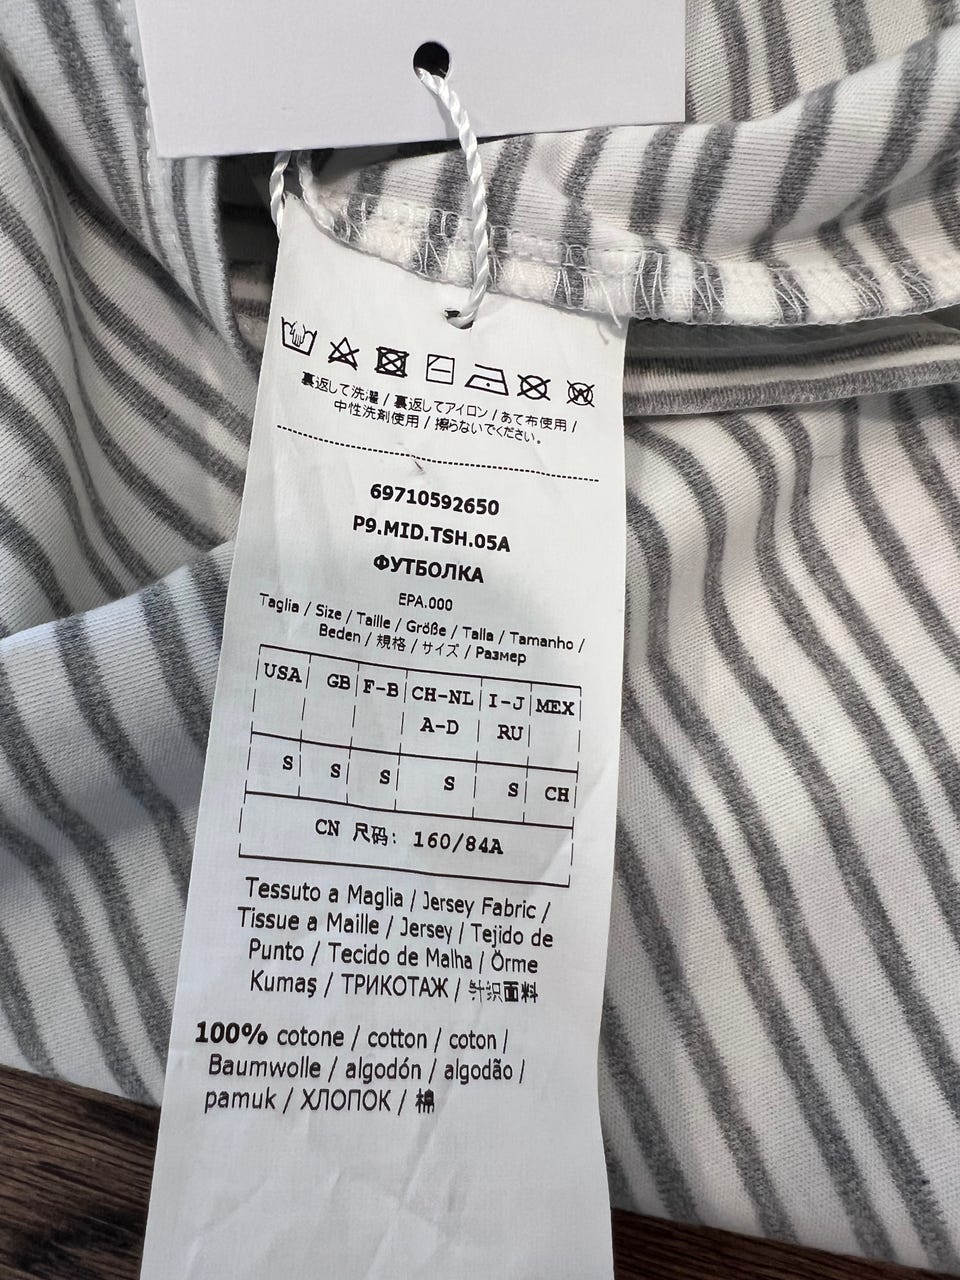 裏返して洗濯 / 裏返してアイロン / あて布使用 /
中性洗剤使用 / 擦らないでください。
69710592650
P9.MID.TSH.05A
ФУТБОЛКА
EPA.000
Taglia / Size / Taille / Größe / Talla / Tamanho /
Beden / 規格 / サイズ / Размер
USA GB F-B CH-NL I-J MEX
A-D RU
S S S S S CH
CN 尺码: 160/84A
Tessuto a Maglia / Jersey Fabric /
Tissue a Maille / Jersey / Tejido de
Punto / Tecido de Malha / Örme
Kumaş / ТРИКОТАЖ / 针织面料
100% cotone / cotton / coton /
Baumwolle / algodón / algodão /
pamuk / ХЛОПОК / 棉